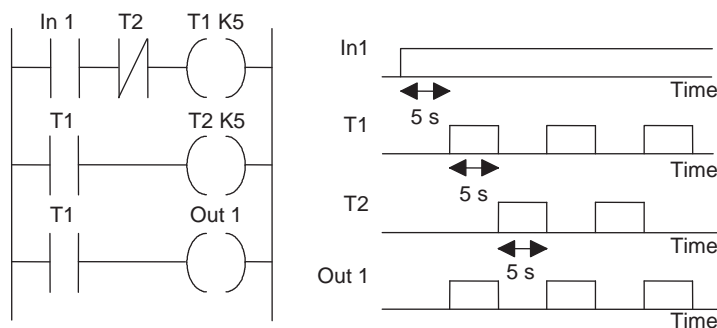 In 1 T2 T1 K5
T1 T2 K5
T1 Out 1
In1
Time
5 s
T1
Time
5 s
T2
Time
5 s
Out 1
Time